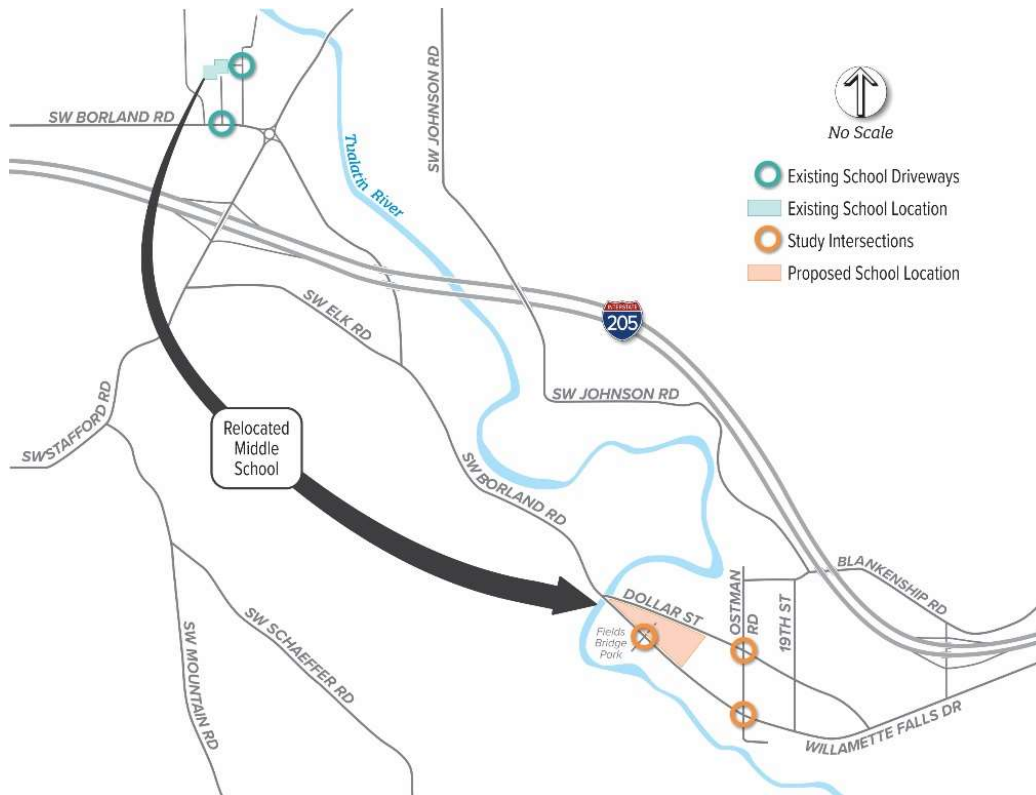 SW BORLAND RD
Tualatin River
SW JOHNSON RD
No Scale
Existing School Driveways
Existing School Location
Study Intersections
Proposed School Location
INTERSTATE
205
SW ELK RD
SW JOHNSON RD
SW STAFFORD RD
Relocated
Middle
School
SW BORLAND RD
BLANKENSHIP RD
DOLLAR ST
OSTMAN
RD
19TH ST
Fields
Bridge
Park
SW SCHAEFFER RD
SW MOUNTAIN RD
WILLAMETTE FALLS DR